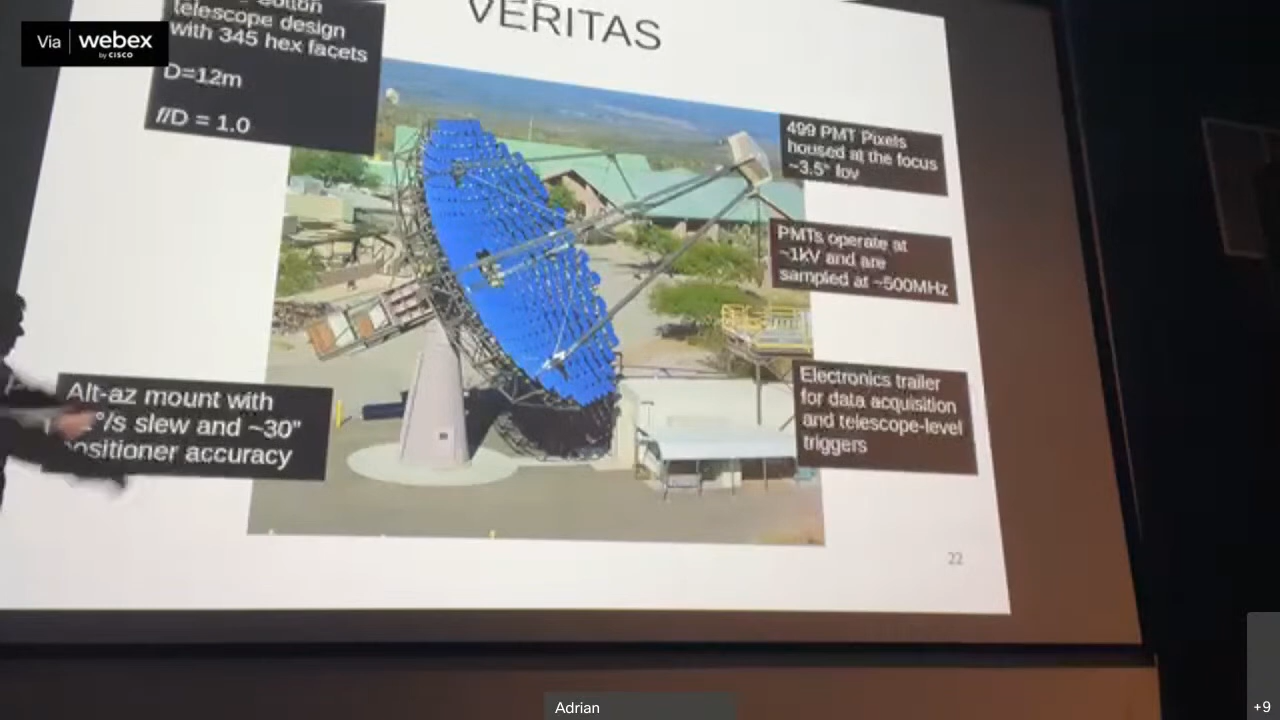 Via webex
by CISCO
VERITAS
telescope design
with 345 hex facets
D=12m
f/D = 1.0
499 PMT Pixels
housed at the focus
~3.5° fov
PMTs operate at
~1kV and are
sampled at ~500MHz
Alt-az mount with
°/s slew and ~30"
positioner accuracy
Electronics trailer
for data acquisition
and telescope-level
triggers
22
Adrian
+9